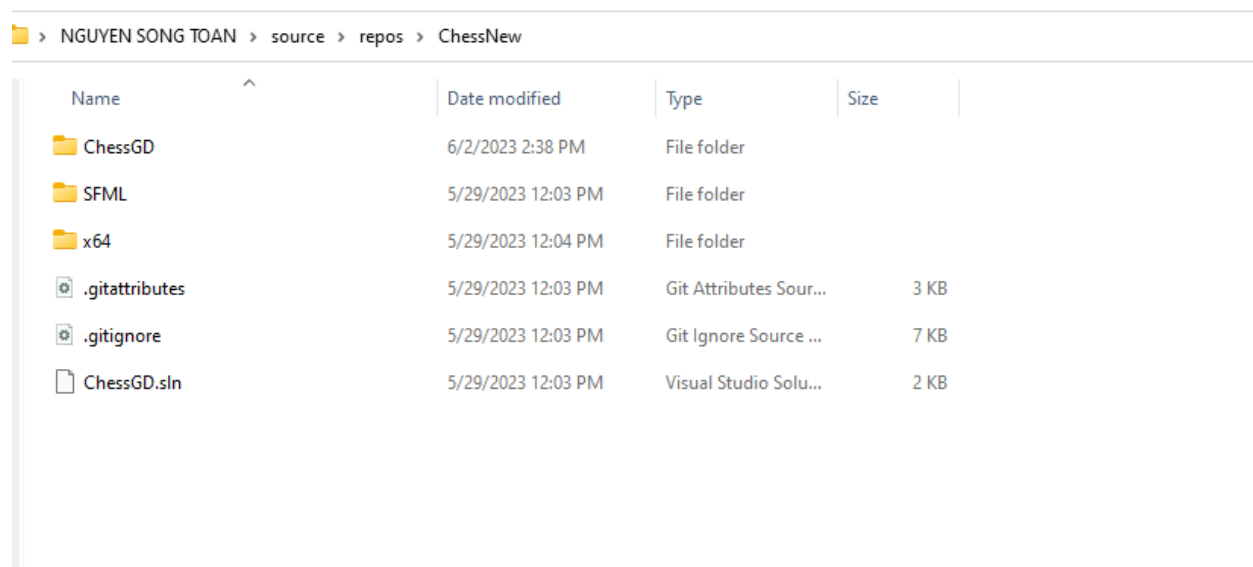 NGUYEN SONG TOAN > source > repos > ChessNew
Name Date modified Type Size
ChessGD 6/2/2023 2:38 PM File folder
SFML 5/29/2023 12:03 PM File folder
x64 5/29/2023 12:04 PM File folder
.gitattributes 5/29/2023 12:03 PM Git Attributes Sour... 3 KB
.gitignore 5/29/2023 12:03 PM Git Ignore Source ... 7 KB
ChessGD.sln 5/29/2023 12:03 PM Visual Studio Solu... 2 KB